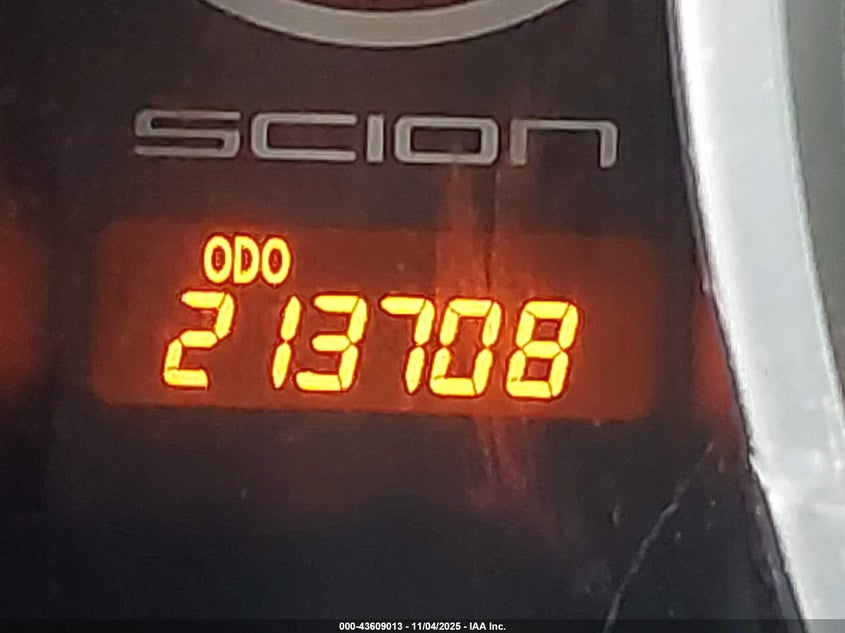 SCION
ODO
213708
000-43609013 - 11/04/2025 - IAA Inc.